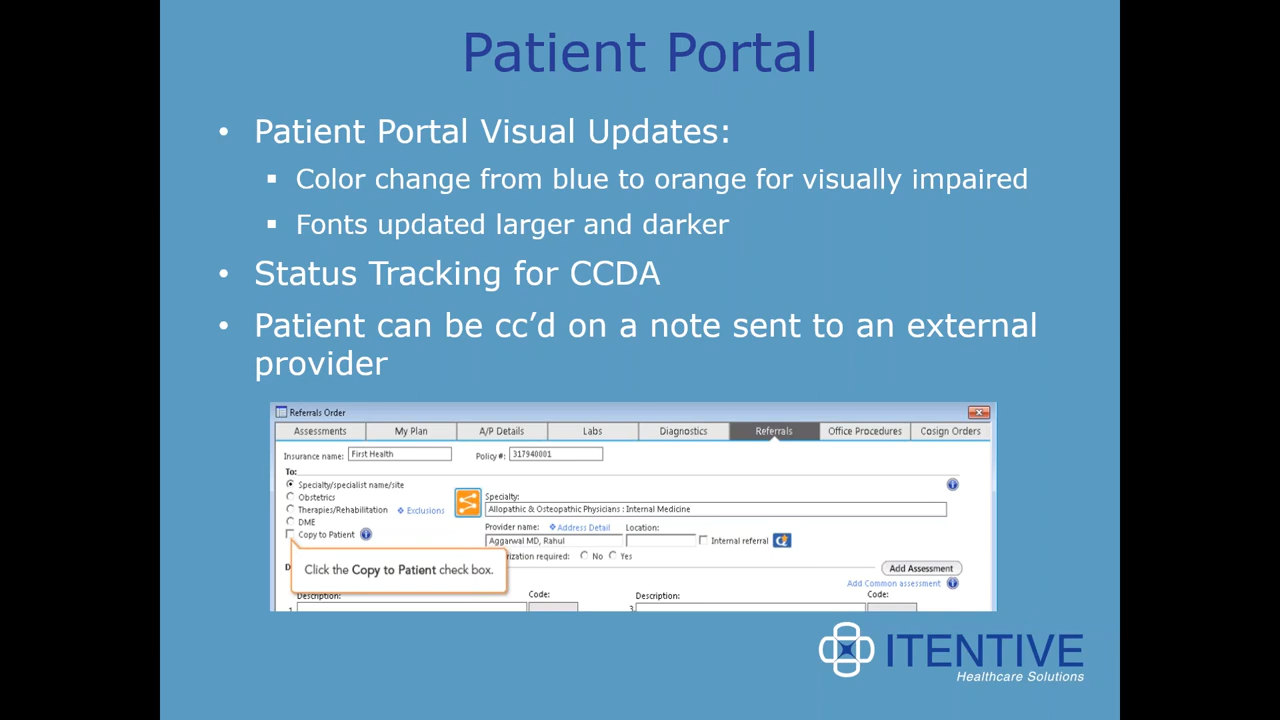 Patient Portal
• Patient Portal Visual Updates:
▪ Color change from blue to orange for visually impaired
▪ Fonts updated larger and darker
• Status Tracking for CCDA
• Patient can be cc’d on a note sent to an external
provider
Referrals Order
Assessments My Plan A/P Details Labs Diagnostics Referrals Office Procedures Cosign Orders
Insurance name: First Health Policy #: 317940001
To:
Specialty/specialist name/site
Obstetrics
Therapies/Rehabilitation Exclusions
DME
Copy to Patient
Specialty:
Allopathic & Osteopathic Physicians : Internal Medicine
Provider name: Address Detail Location:
Aggarwal MD, Rahul Internal referral
orization required: No Yes
Click the Copy to Patient check box.
D
Add Assessment
Add Common assessment
Description: Code: Description: Code:
1. 3.
ITENTIVE
Healthcare Solutions